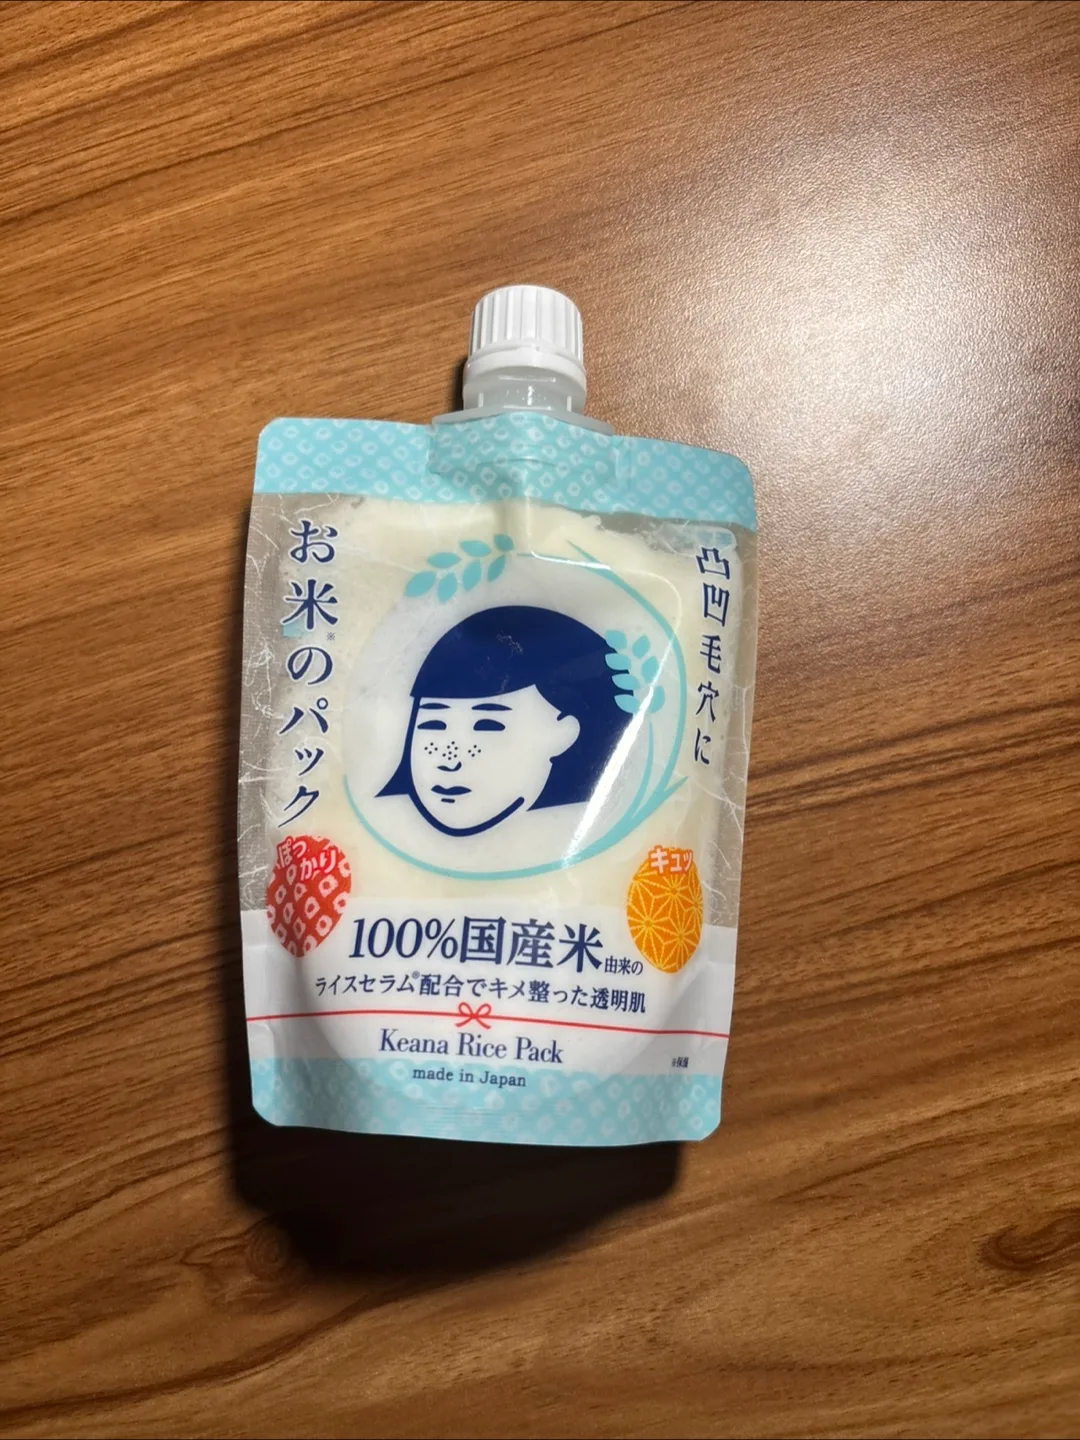 お米※のパック
凸凹毛穴に
ぽっかり
キュッ
100%国産米由来の
ライスセラム®配合でキメ整った透明肌
Keana Rice Pack
※保湿
made in Japan